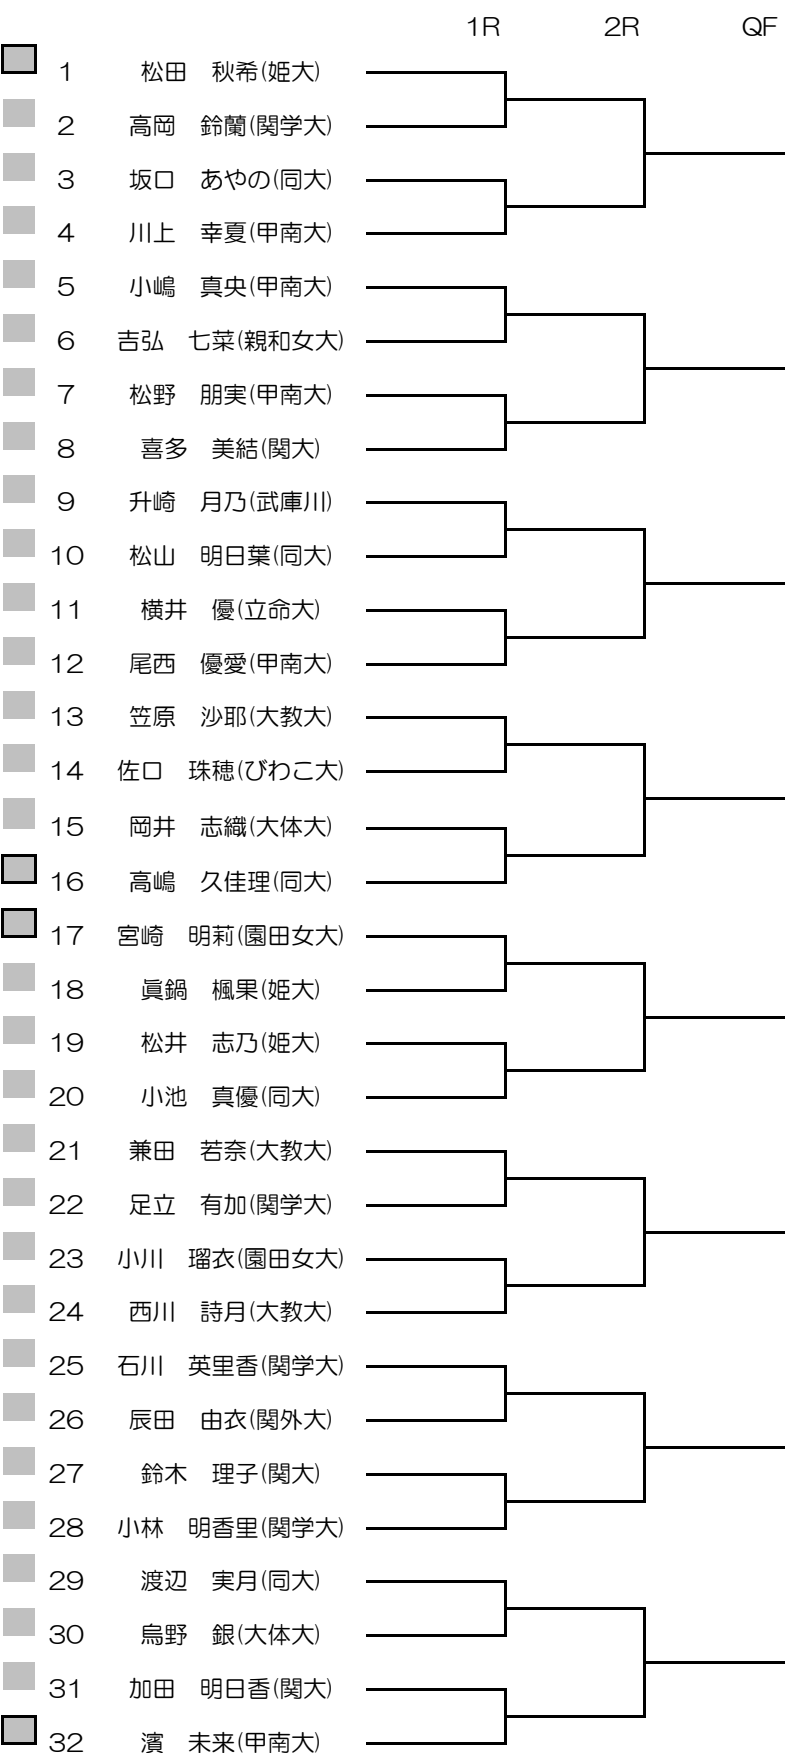 1R 2R QF
1 松田 秋希(姫大)
2 高岡 鈴蘭(関学大)
3 坂口 あやの(同大)
4 川上 幸夏(甲南大)
5 小嶋 真央(甲南大)
6 吉弘 七菜(親和女大)
7 松野 朋実(甲南大)
8 喜多 美結(関大)
9 升崎 月乃(武庫川)
10 松山 明日葉(同大)
11 横井 優(立命大)
12 尾西 優愛(甲南大)
13 笠原 沙耶(大教大)
14 佐口 珠穂(びわこ大)
15 岡井 志織(大体大)
16 高嶋 久佳理(同大)
17 宮崎 明莉(園田女大)
18 眞鍋 楓果(姫大)
19 松井 志乃(姫大)
20 小池 真優(同大)
21 兼田 若奈(大教大)
22 足立 有加(関学大)
23 小川 瑠衣(園田女大)
24 西川 詩月(大教大)
25 石川 英里香(関学大)
26 辰田 由衣(関外大)
27 鈴木 理子(関大)
28 小林 明香里(関学大)
29 渡辺 実月(同大)
30 烏野 銀(大体大)
31 加田 明日香(関大)
32 濱 未来(甲南大)